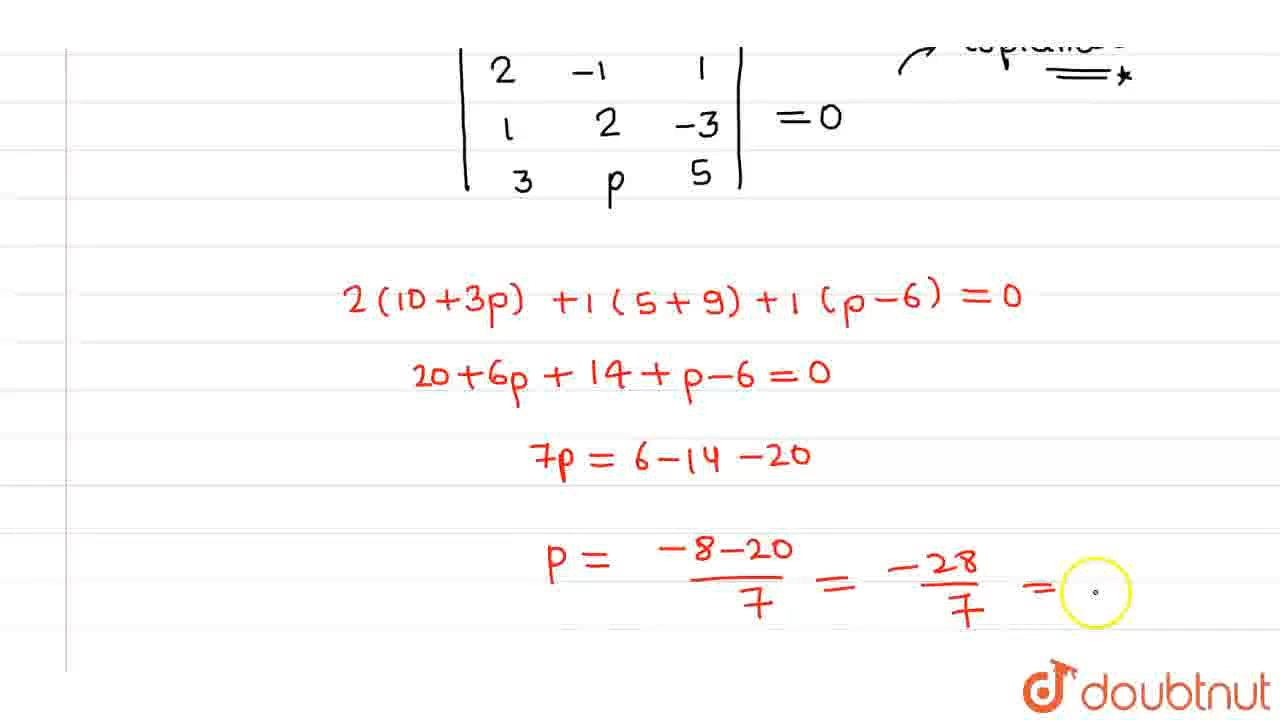 2 -1 1
1 2 -3 = 0
3 p 5
2(10+3p) +1(5+9)+1(p-6)=0
20+6p+14+p-6=0
7p=6-14-20
p= -8-20/7 = -28/7 =
doubtnut